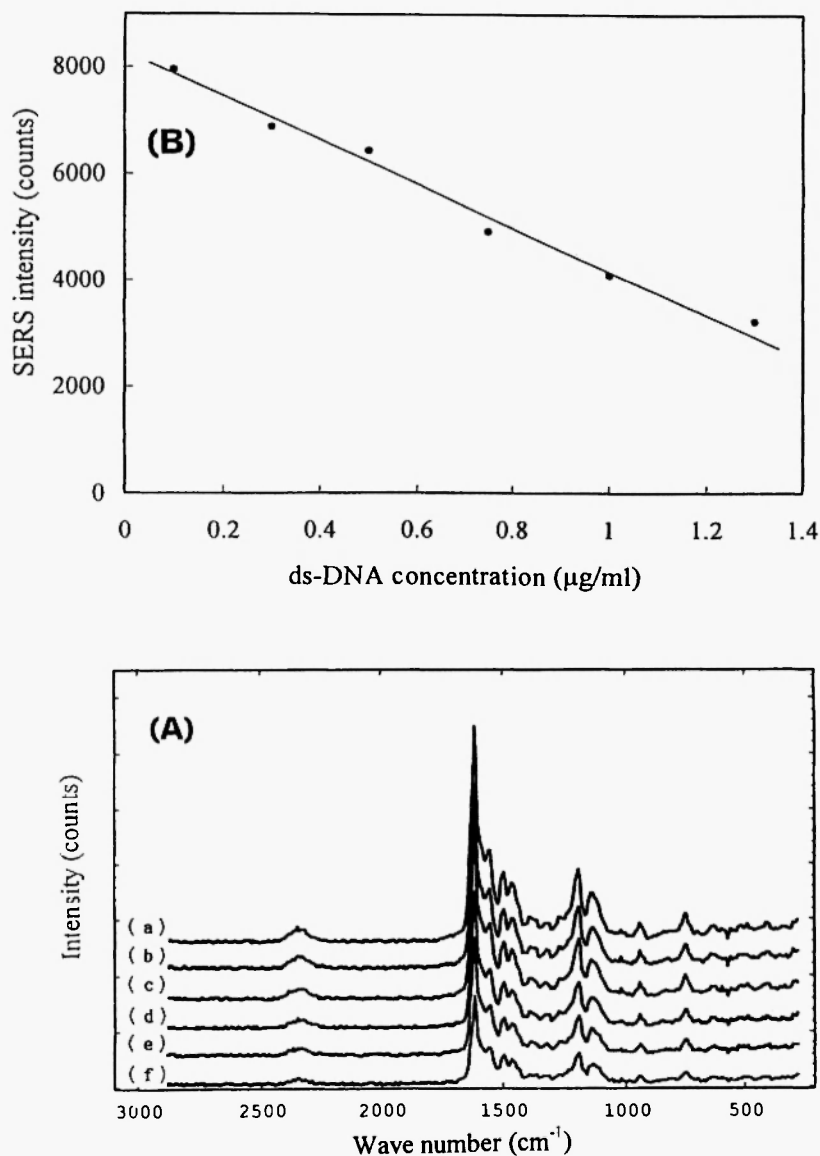 8000
(B)
6000
4000
2000
0
SERS intensity (counts)
0 0.2 0.4 0.6 0.8 1 1.2 1.4
ds-DNA concentration (μg/ml)
(A)
Intensity (counts)
(a)
(b)
(c)
(d)
(e)
(f)
3000 2500 2000 1500 1000 500
Wave number (cm⁻¹)